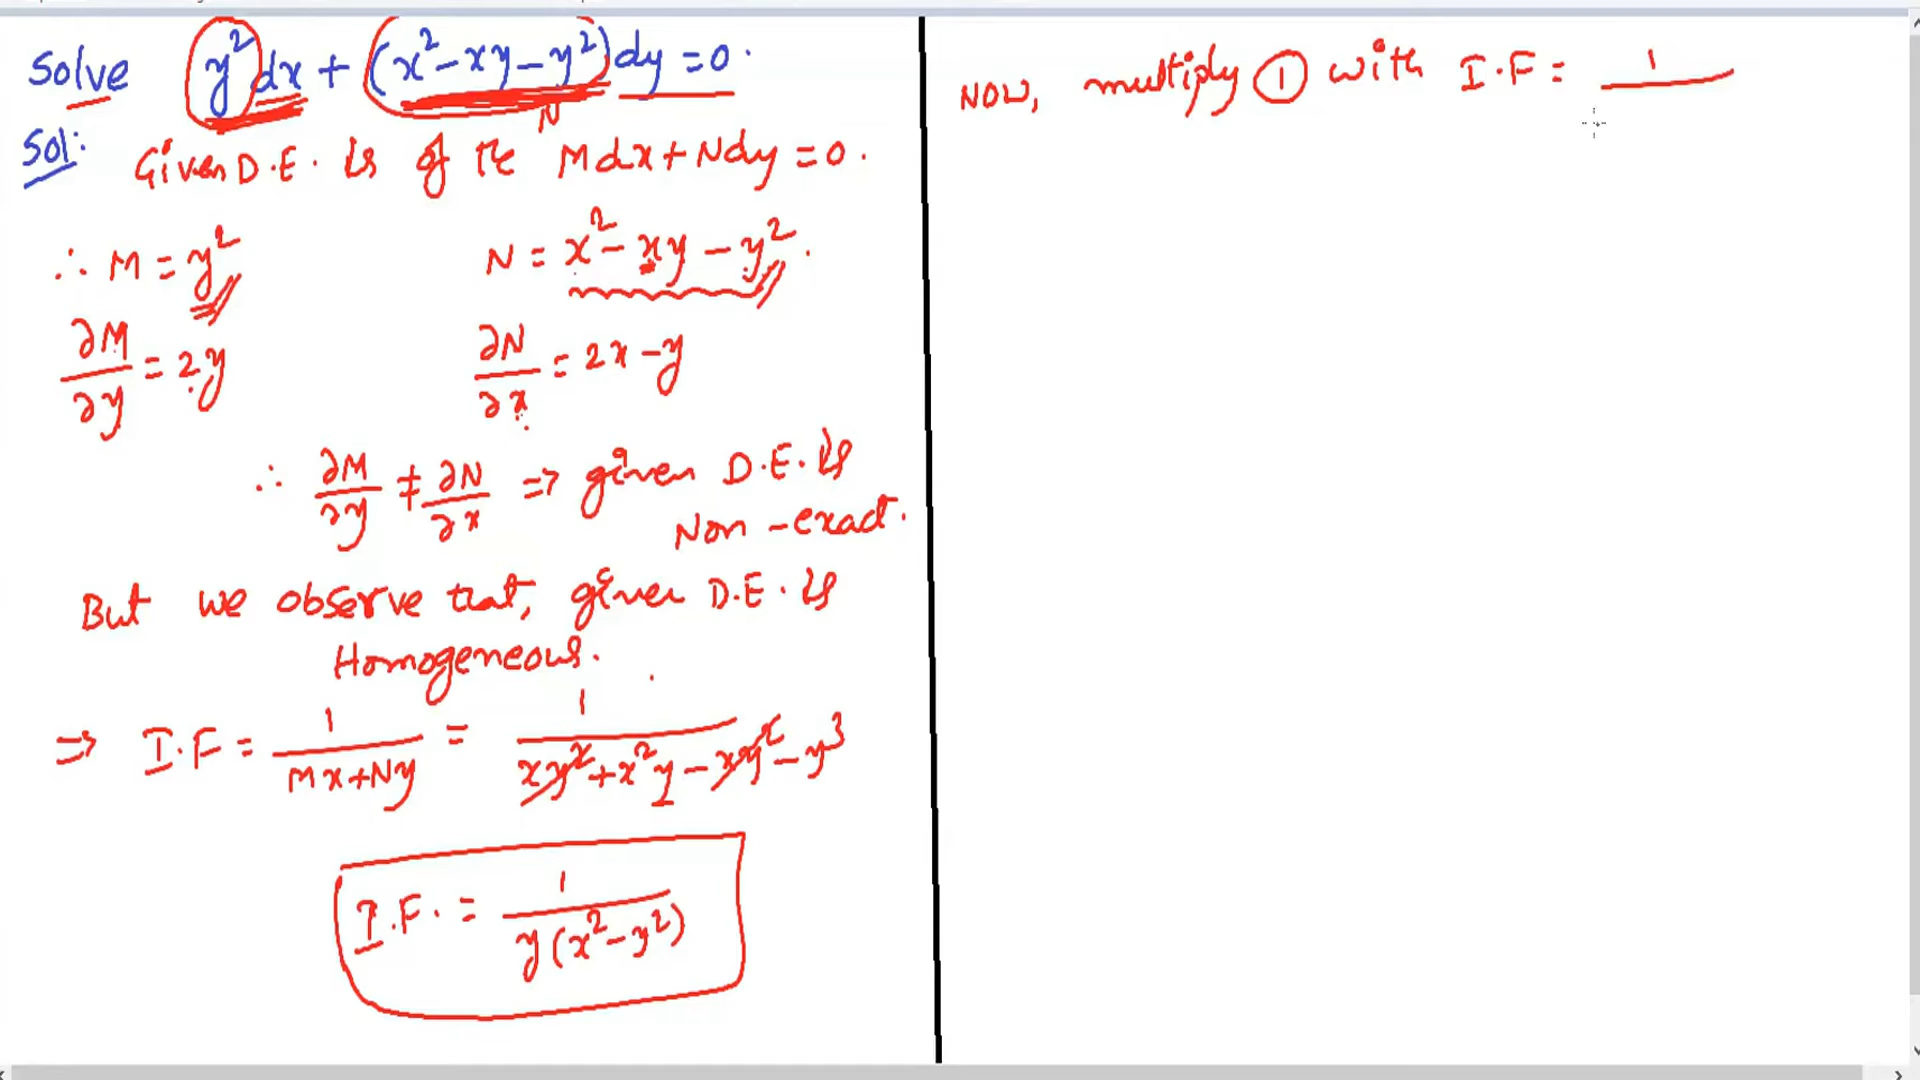 Solve y² dx + (x² - xy - y²) dy = 0.
N
Sol: Given D.E. is of the Mdx + Ndy = 0.
∴ M = y² N = x² - xy - y².
∂M/∂y = 2y ∂N/∂x = 2x - y
∴ ∂M/∂y ≠ ∂N/∂x ⇒ given D.E. is
Non-exact.
But we observe that, given D.E. is
Homogeneous.
⇒ I.F = 1/(Mx + Ny) = 1/(xy² + x²y - xy² - y³)
I.F. = 1/(y(x² - y²))
NOW, multiply ① with I.F = 1/